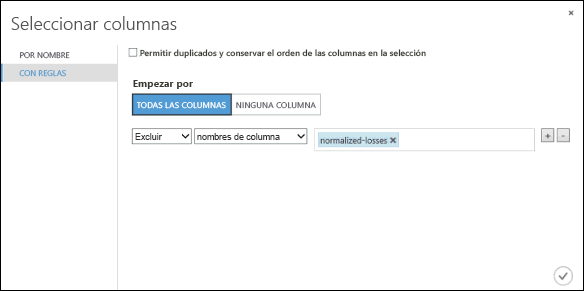 Seleccionar columnas
POR NOMBRE
CON REGLAS
Permitir duplicados y conservar el orden de las columnas en la selección
Empezar por
TODAS LAS COLUMNAS NINGUNA COLUMNA
Excluir nombres de columna normalized-losses × + -